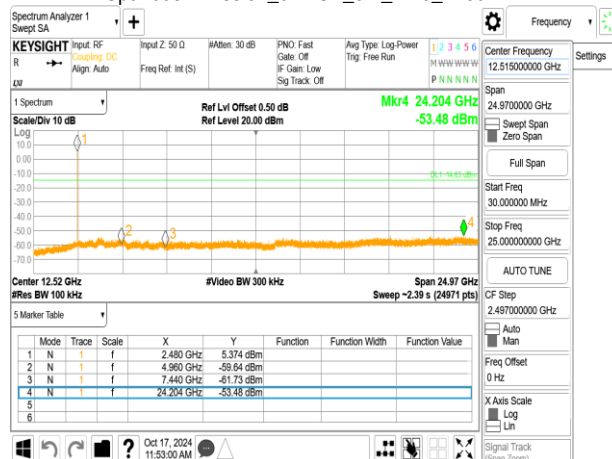 Spectrum Analyzer 1
Swept SA
Frequency
Settings
KEYSIGHT
R
LXI
Input: RF
Coupling: DC
Align: Auto
Input Z: 50 Ω
Freq Ref: Int (S)
#Atten: 30 dB
PNO: Fast
Gate: Off
IF Gain: Low
Sig Track: Off
Avg Type: Log-Power
Trig: Free Run
1 2 3 4 5 6
M W W W W W
P N N N N N
1 Spectrum
Scale/Div 10 dB
Ref Lvl Offset 0.50 dB
Ref Level 20.00 dBm
Mkr4 24.204 GHz
-53.48 dBm
Log
10.0
0.00
-10.0
-20.0
-30.0
-40.0
-50.0
-60.0
-70.0
1
2
3
4
DL1 -14.63 dBm
Center 12.52 GHz
#Res BW 100 kHz
#Video BW 300 kHz
Span 24.97 GHz
Sweep ~2.39 s (24971 pts)
5 Marker Table
Mode Trace Scale X Y Function Function Width Function Value
1 N 1 f 2.480 GHz 5.374 dBm
2 N 1 f 4.960 GHz -59.64 dBm
3 N 1 f 7.440 GHz -61.73 dBm
4 N 1 f 24.204 GHz -53.48 dBm
5
6
Center Frequency
12.515000000 GHz
Span
24.9700000 GHz
Swept Span
Zero Span
Full Span
Start Freq
30.000000 MHz
Stop Freq
25.000000000 GHz
AUTO TUNE
CF Step
2.497000000 GHz
Auto
Man
Freq Offset
0 Hz
X Axis Scale
Log
Lin
Signal Track
(Span Zoom)
?
Oct 17, 2024
11:53:00 AM